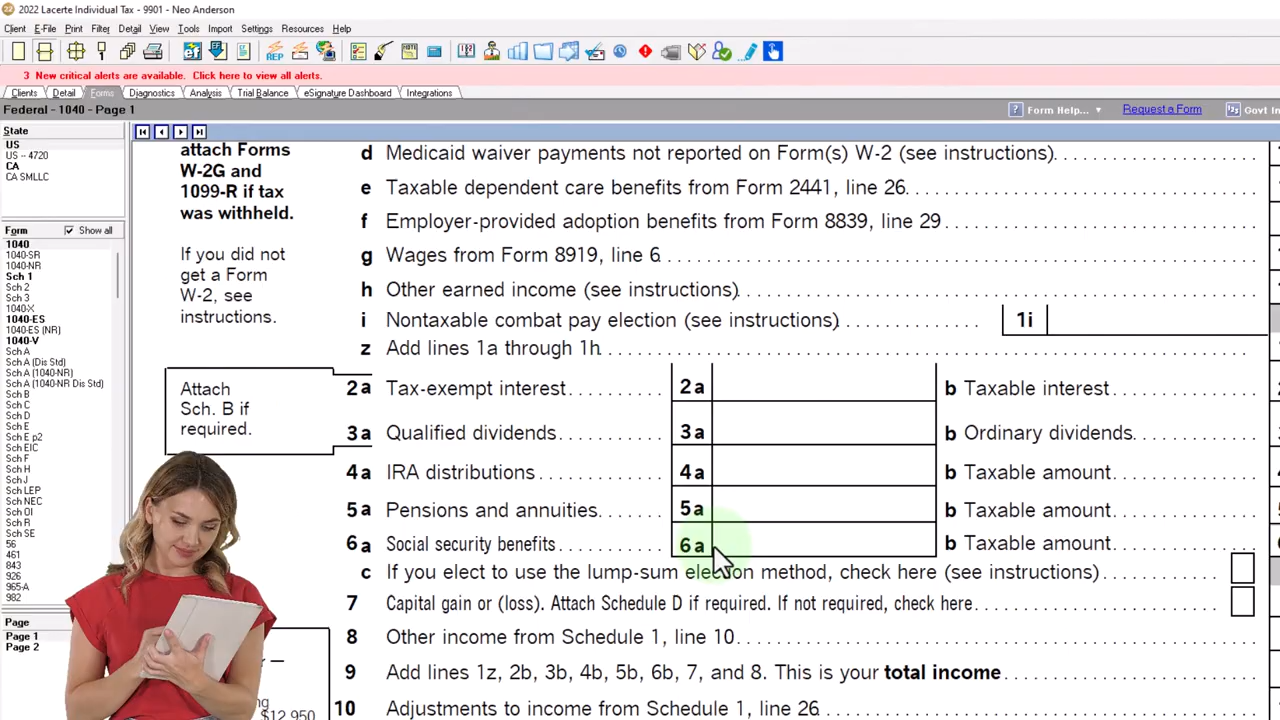 2022 Lacerte Individual Tax - 9901 - Neo Anderson
Client E-File Print Filter Detail View Tools Import Settings Resources Help
3 New critical alerts are available. Click here to view all alerts.
Clients Detail Forms Diagnostics Analysis Trial Balance eSignature Dashboard Integrations
Federal - 1040 - Page 1
Form Help...
Request a Form
Govt In
State
US
US -- 4720
CA
CA SMLLC
Form
Show all
1040
1040-SR
1040-NR
Sch 1
Sch 2
Sch 3
1040-X
1040-ES
1040-ES (NR)
1040-V
Sch A
Sch A (Dis Std)
Sch A (1040-NR)
Sch A (1040-NR Dis Std)
Sch B
Sch C
Sch D
Sch E
Sch E p2
Sch EIC
Sch F
Sch H
Sch J
Sch LEP
Sch NEC
Sch OI
Sch R
Sch SE
56
461
843
926
965-A
982
Page
Page 1
Page 2
attach Forms
W-2G and
1099-R if tax
was withheld.
If you did not
get a Form
W-2, see
instructions.
Attach
Sch. B if
required.
$12,950
d Medicaid waiver payments not reported on Form(s) W-2 (see instructions)
e Taxable dependent care benefits from Form 2441, line 26
f Employer-provided adoption benefits from Form 8839, line 29
g Wages from Form 8919, line 6
h Other earned income (see instructions)
i Nontaxable combat pay election (see instructions) 1i
z Add lines 1a through 1h
2a Tax-exempt interest 2a b Taxable interest
3a Qualified dividends 3a b Ordinary dividends
4a IRA distributions 4a b Taxable amount
5a Pensions and annuities 5a b Taxable amount
6a Social security benefits 6a b Taxable amount
c If you elect to use the lump-sum election method, check here (see instructions)
7 Capital gain or (loss). Attach Schedule D if required. If not required, check here
8 Other income from Schedule 1, line 10
9 Add lines 1z, 2b, 3b, 4b, 5b, 6b, 7, and 8. This is your total income
10 Adjustments to income from Schedule 1, line 26